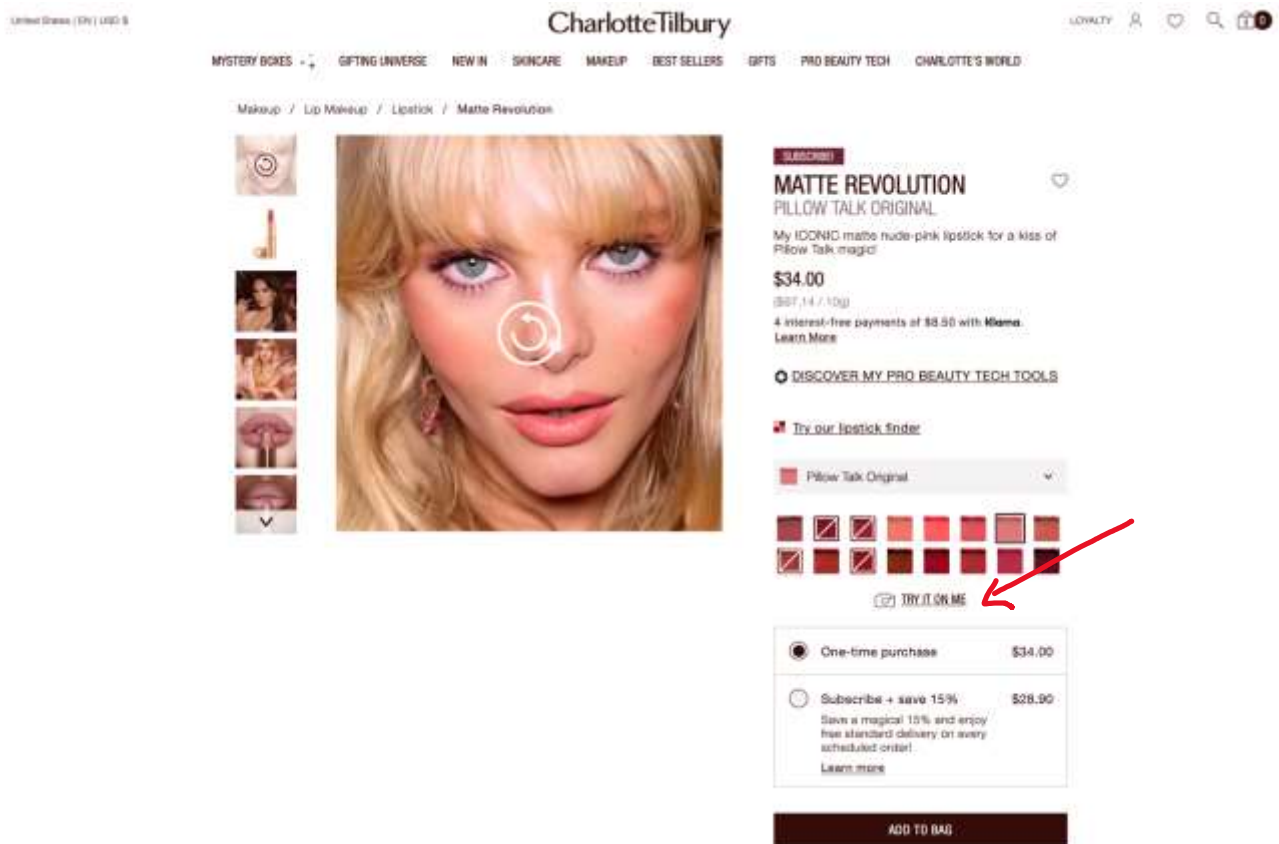 United States | EN | USD $
CharlotteTilbury
LOYALTY
0
MYSTERY BOXES
GIFTING UNIVERSE
NEW IN
SKINCARE
MAKEUP
BEST SELLERS
GIFTS
PRO BEAUTY TECH
CHARLOTTE'S WORLD
Makeup / Lip Makeup / Lipstick / Matte Revolution
SUBSCRIBE!
MATTE REVOLUTION
PILLOW TALK ORIGINAL
My ICONIC matte nude-pink lipstick for a kiss of
Pillow Talk magic!
$34.00
($97.14 / 10g)
4 interest-free payments of $8.50 with Klarna.
Learn More
DISCOVER MY PRO BEAUTY TECH TOOLS
Try our lipstick finder
Pillow Talk Original
TRY IT ON ME
One-time purchase $34.00
Subscribe + save 15% $28.90
Save a magical 15% and enjoy
free standard delivery on every
scheduled order!
Learn more
ADD TO BAG